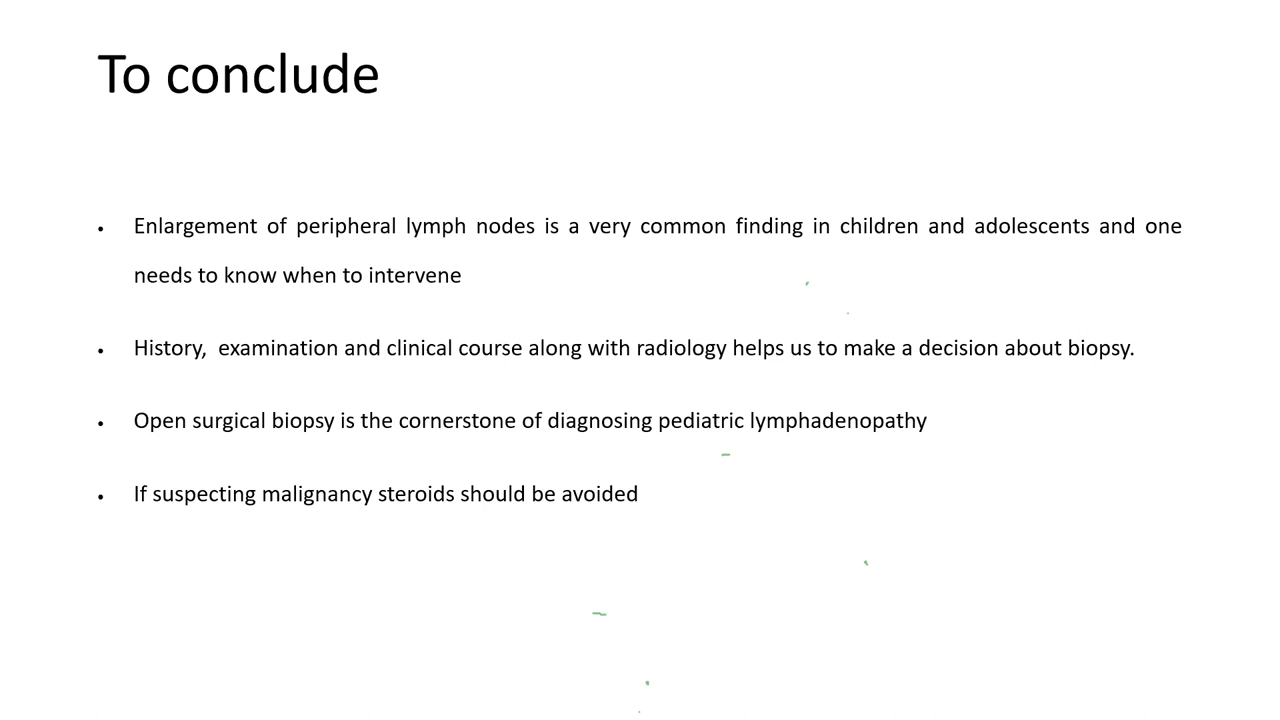 To conclude
• Enlargement of peripheral lymph nodes is a very common finding in children and adolescents and one
needs to know when to intervene
• History,  examination and clinical course along with radiology helps us to make a decision about biopsy.
• Open surgical biopsy is the cornerstone of diagnosing pediatric lymphadenopathy
• If suspecting malignancy steroids should be avoided